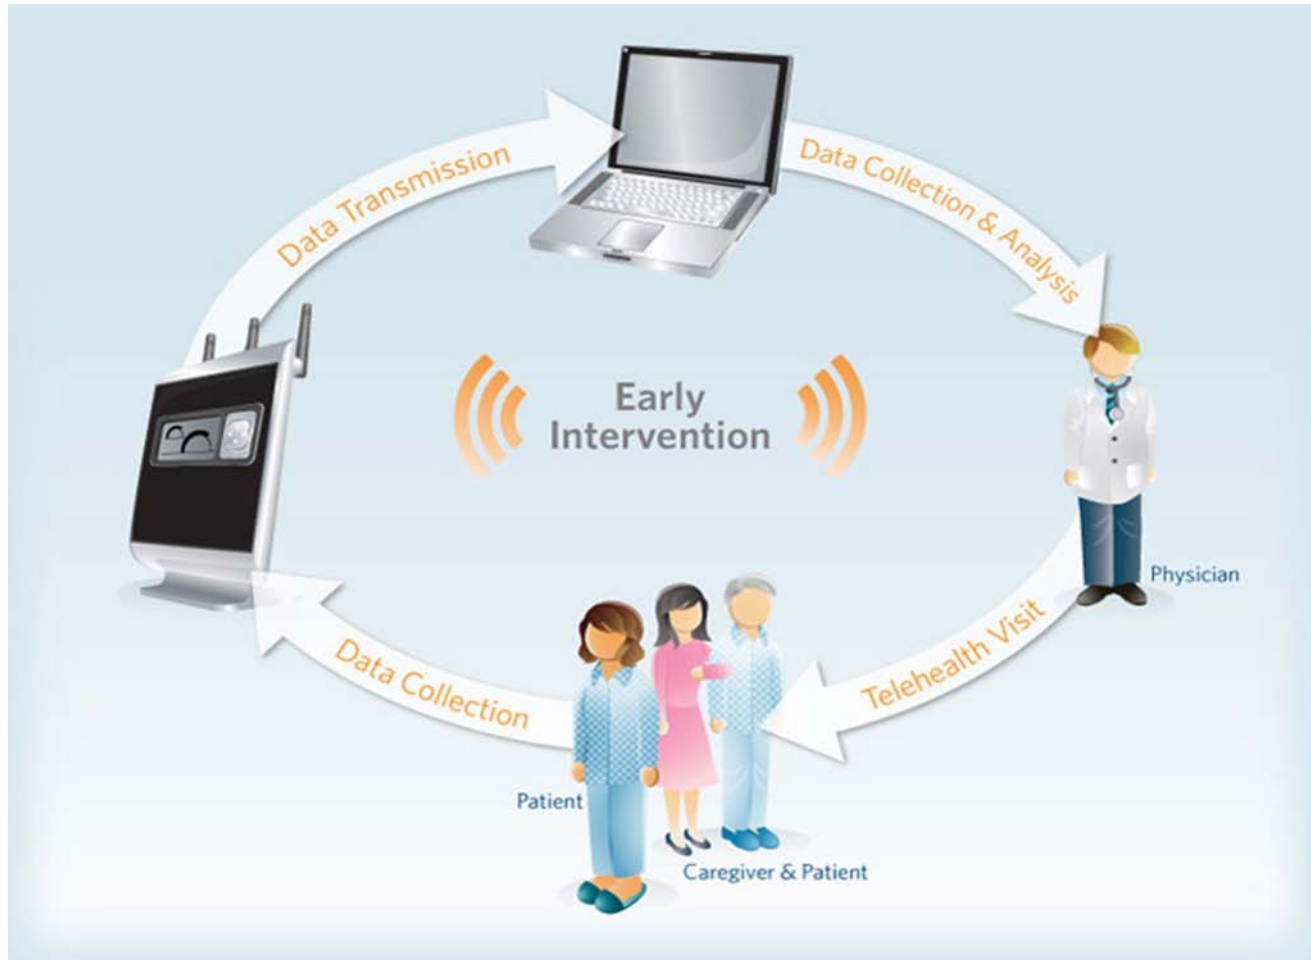 Data Transmission
Data Collection & Analysis
Early
Intervention
Physician
Telehealth Visit
Data Collection
Patient
Caregiver & Patient